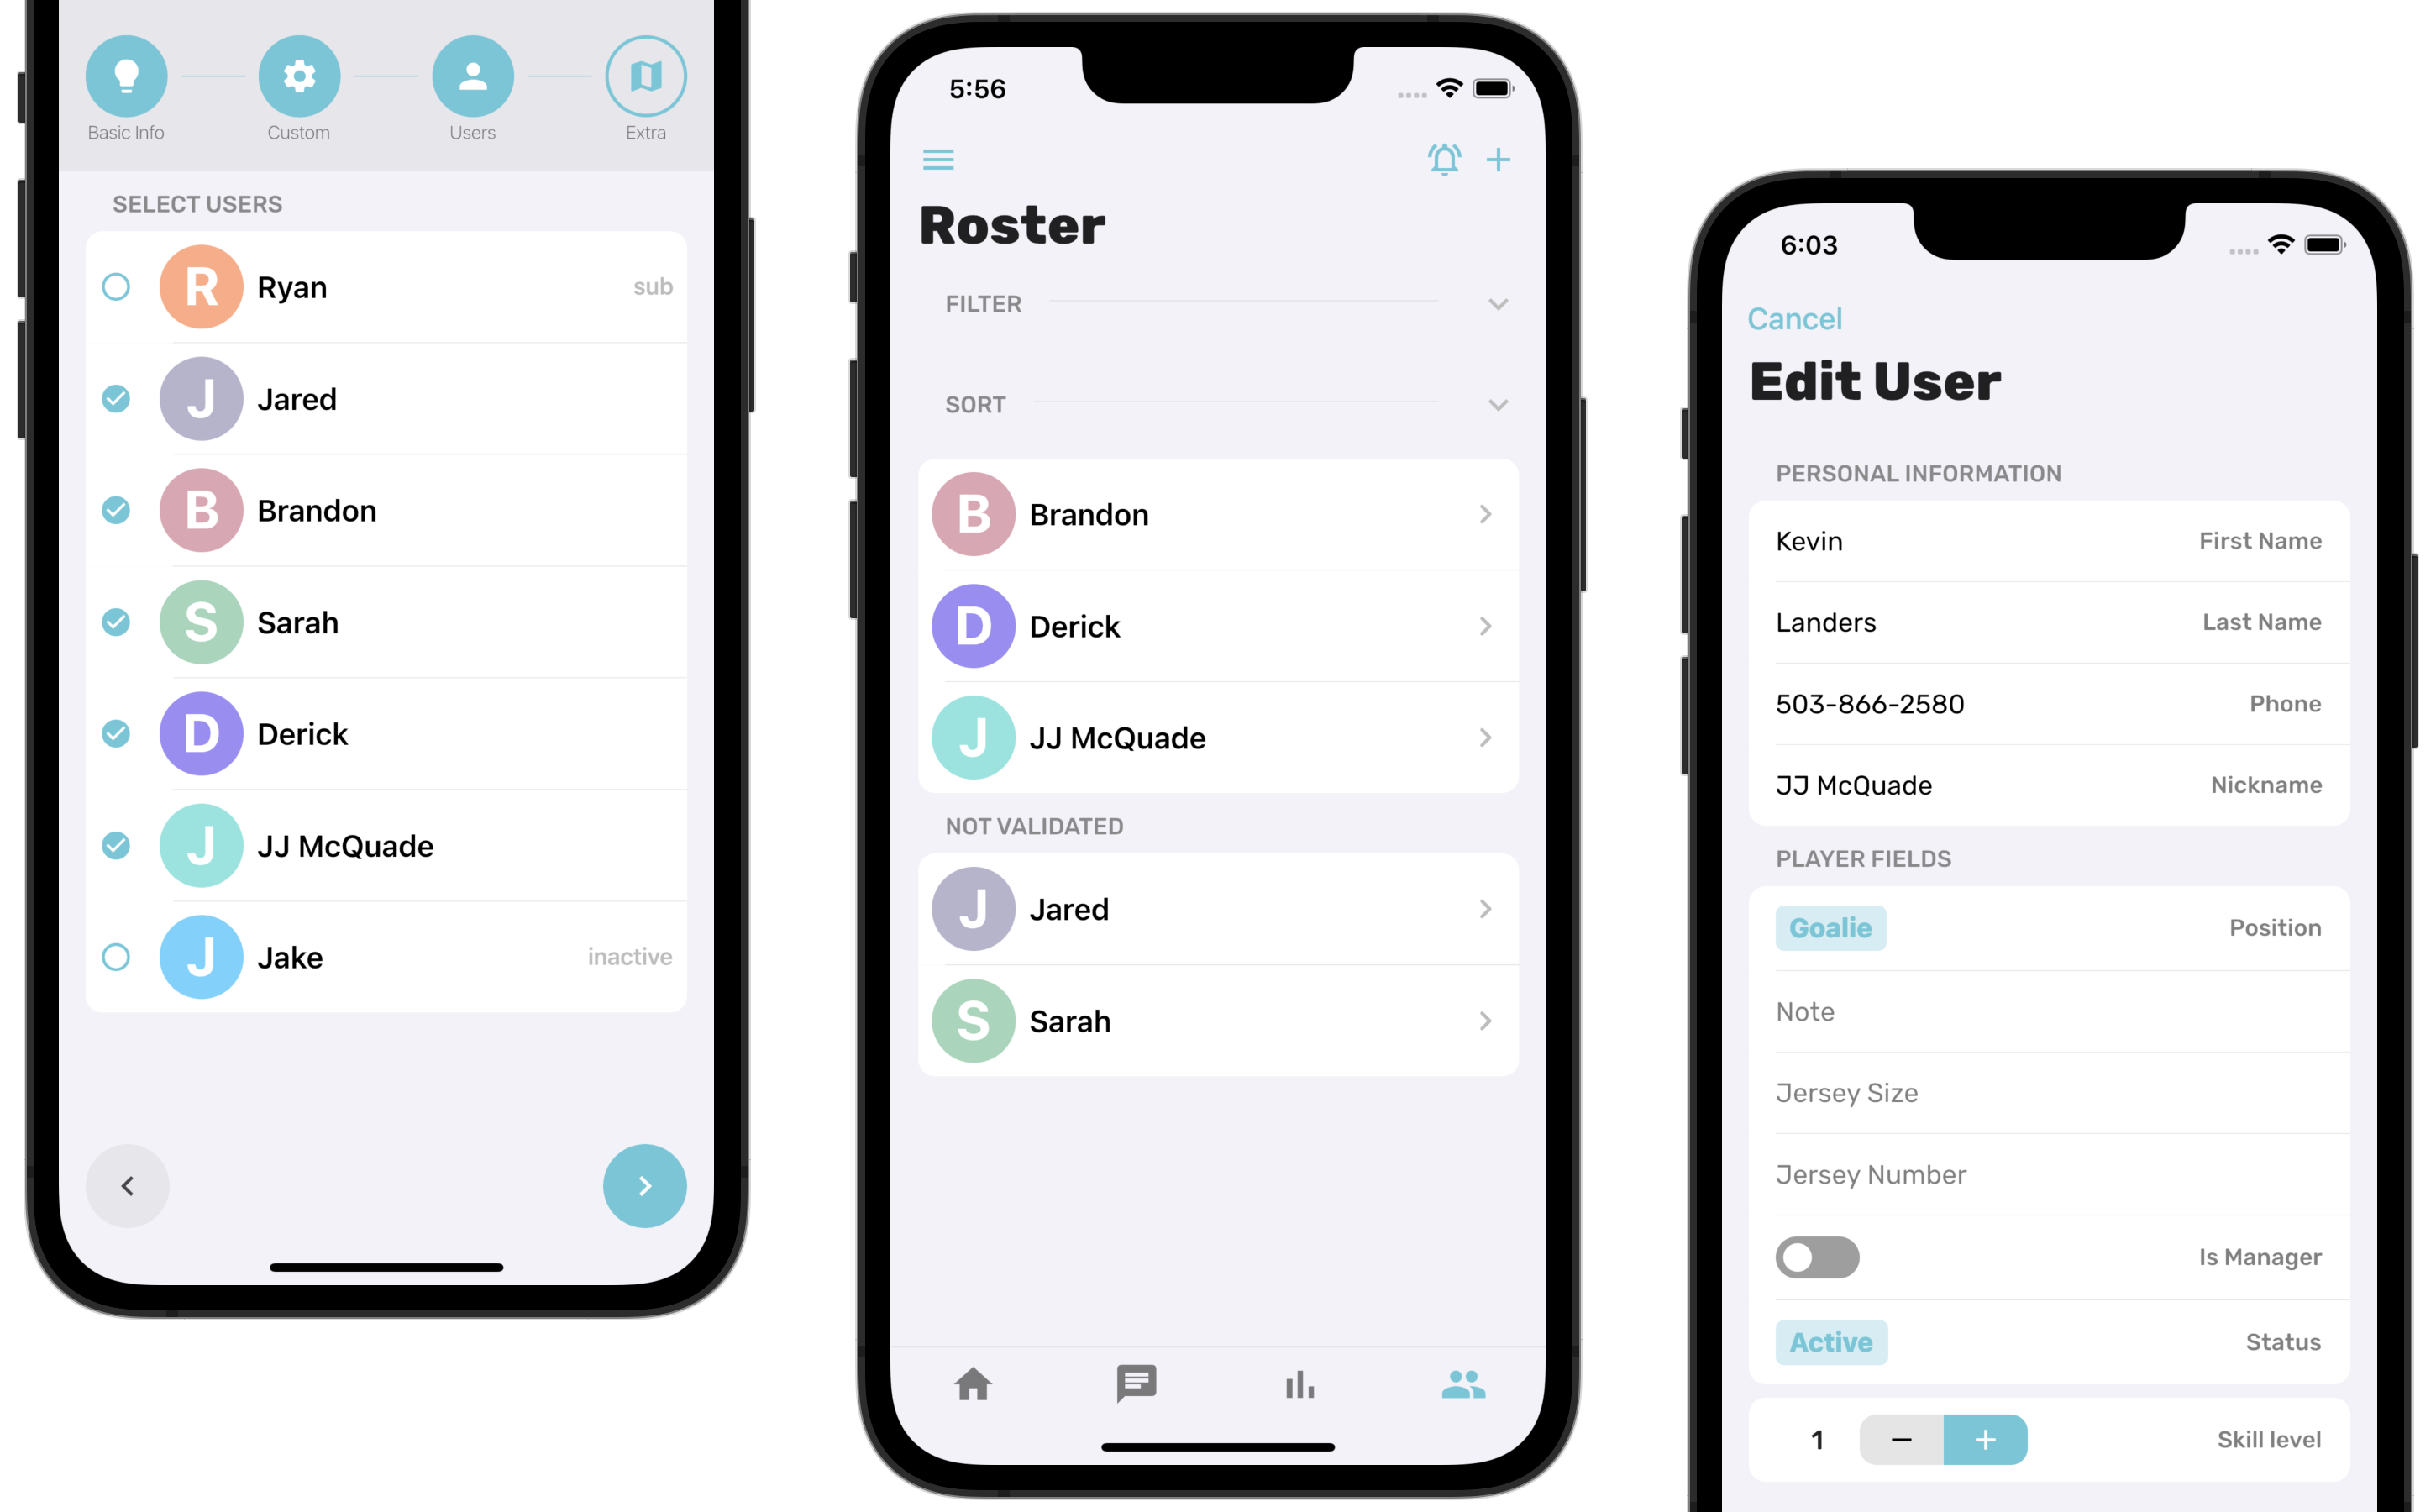 Basic Info Custom Users Extra
SELECT USERS
R Ryan sub
J Jared
B Brandon
S Sarah
D Derick
J JJ McQuade
J Jake inactive
5:56
Roster
FILTER
SORT
B Brandon
D Derick
J JJ McQuade
NOT VALIDATED
J Jared
S Sarah
6:03
Cancel
Edit User
PERSONAL INFORMATION
Kevin First Name
Landers Last Name
503-866-2580 Phone
JJ McQuade Nickname
PLAYER FIELDS
Goalie Position
Note
Jersey Size
Jersey Number
Is Manager
Active Status
1 − + Skill level